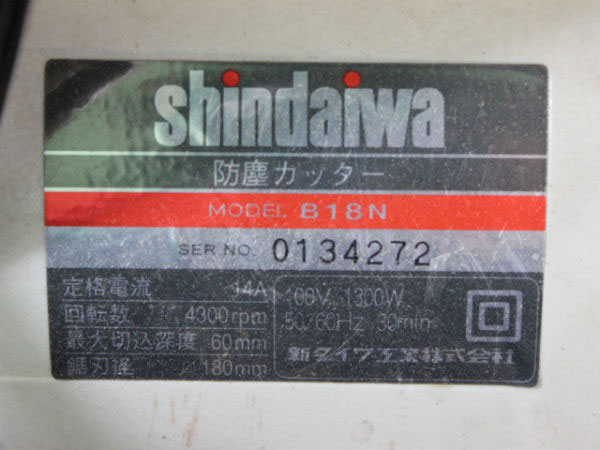 shindaiwa
防塵カッター
MODEL B18N
SER.NO. 0134272
定格電流 14A
回転数 4300rpm
最大切込深度 60mm
鋸刃径 180mm
100V 1300W
50/60Hz 30min
新ダイワ工業株式会社